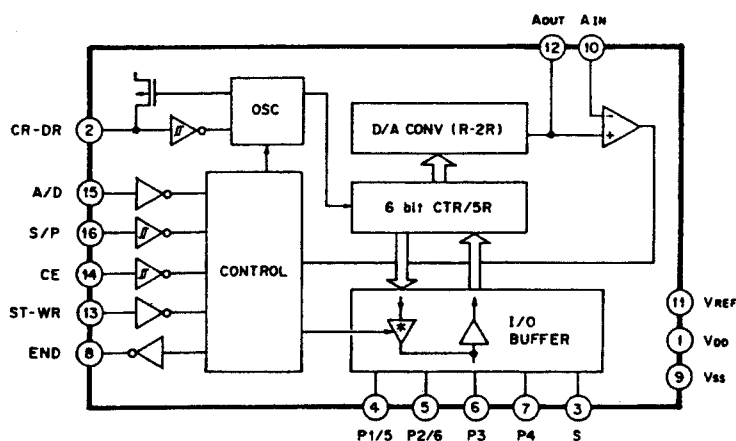 AOUT AIN
12 10
CR-DR 2
OSC
D/A CONV (R-2R)
-
+
A/D 15
S/P 16
6 bit CTR/SR
CE 14
CONTROL
ST-WR 13
I/O
BUFFER
*
END 8
11 VREF
1 VDD
9 VSS
4 5 6 7 3
P1/5 P2/6 P3 P4 S